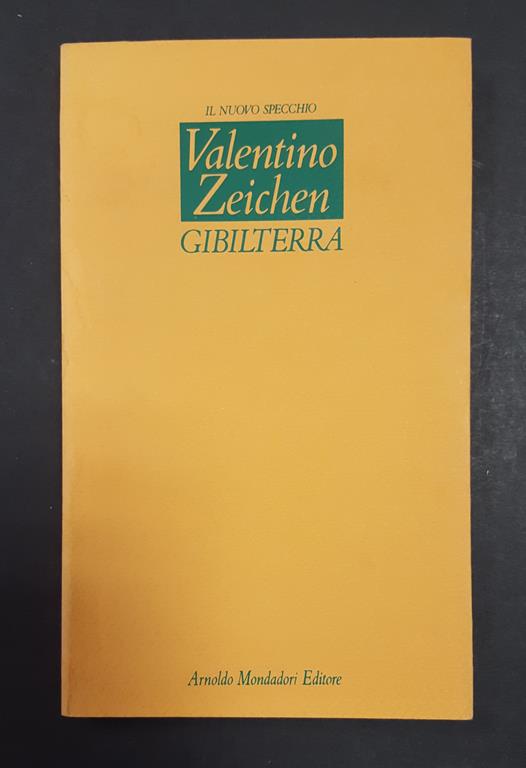 IL NUOVO SPECCHIO
Valentino
Zeichen
GIBILTERRA
Arnoldo Mondadori Editore